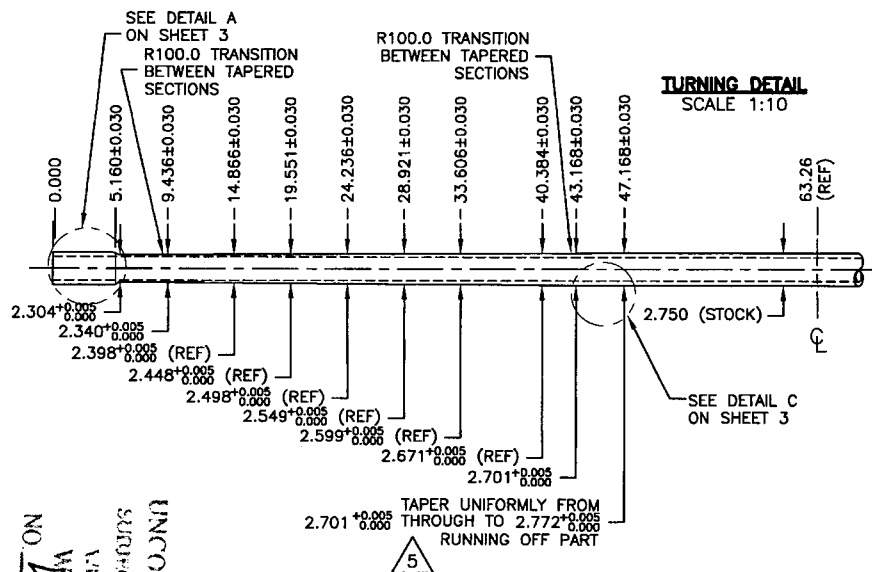 SEE DETAIL A
ON SHEET 3
R100.0 TRANSITION
BETWEEN TAPERED
SECTIONS
R100.0 TRANSITION
BETWEEN TAPERED
SECTIONS
TURNING DETAIL
SCALE 1:10
0.000
5.160±0.030
9.436±0.030
14.866±0.030
19.551±0.030
24.236±0.030
28.921±0.030
33.606±0.030
40.384±0.030
43.168±0.030
47.168±0.030
63.26
(REF)
2.304 +0.005 0.000
2.340 +0.005 0.000
2.398 +0.005 0.000 (REF)
2.448 +0.005 0.000 (REF)
2.498 +0.005 0.000 (REF)
2.549 +0.005 0.000 (REF)
2.599 +0.005 0.000 (REF)
2.671 +0.005 0.000 (REF)
2.701 +0.005 0.000
2.750 (STOCK)
℄
SEE DETAIL C
ON SHEET 3
TAPER UNIFORMLY FROM
2.701 +0.005 0.000 THROUGH TO 2.772 +0.005 0.000
RUNNING OFF PART
5
UNCO
NO.